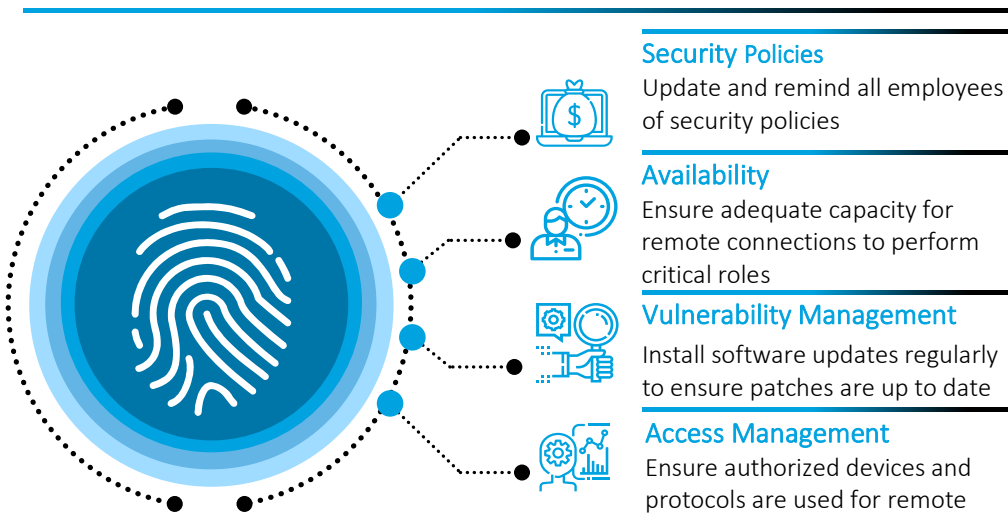 Security Policies
Update and remind all employees
of security policies
Availability
Ensure adequate capacity for
remote connections to perform
critical roles
Vulnerability Management
Install software updates regularly
to ensure patches are up to date
Access Management
Ensure authorized devices and
protocols are used for remote
$